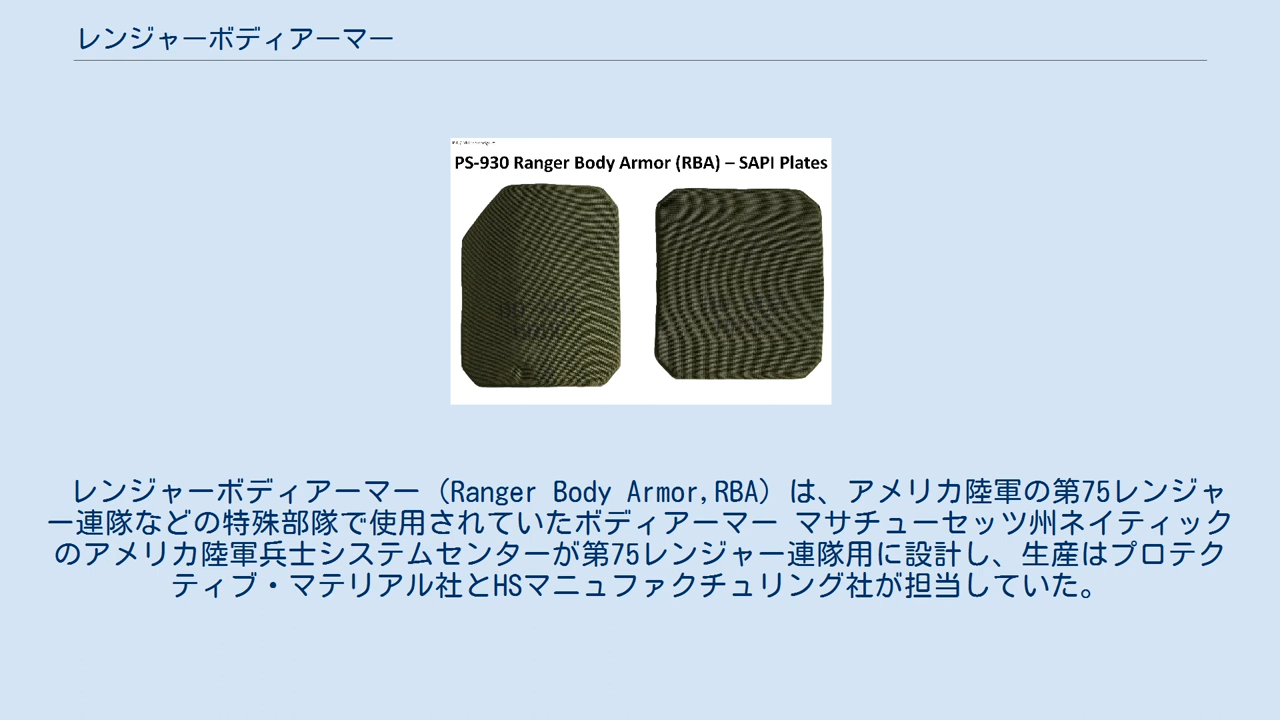 レンジャーボディアーマー
PS-930 Ranger Body Armor (RBA) – SAPI Plates
レンジャーボディアーマー（Ranger Body Armor,RBA）は、アメリカ陸軍の第75レンジャ
ー連隊などの特殊部隊で使用されていたボディアーマー マサチューセッツ州ネイティック
のアメリカ陸軍兵士システムセンターが第75レンジャー連隊用に設計し、生産はプロテク
ティブ・マテリアル社とHSマニュファクチュリング社が担当していた。